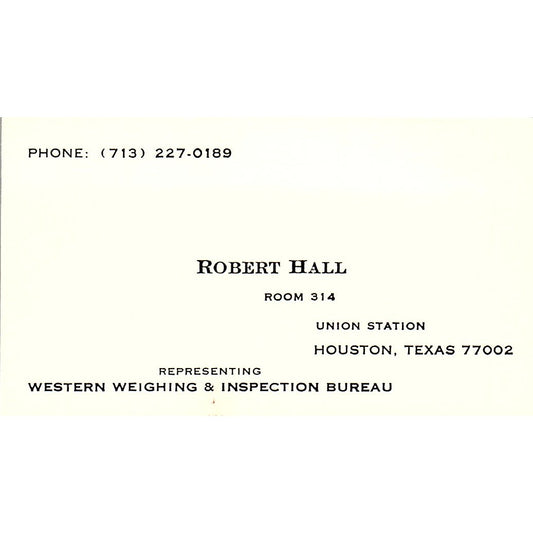 PHONE: (713) 227-0189
ROBERT HALL
ROOM 314
UNION STATION
HOUSTON, TEXAS 77002
REPRESENTING
WESTERN WEIGHING & INSPECTION BUREAU